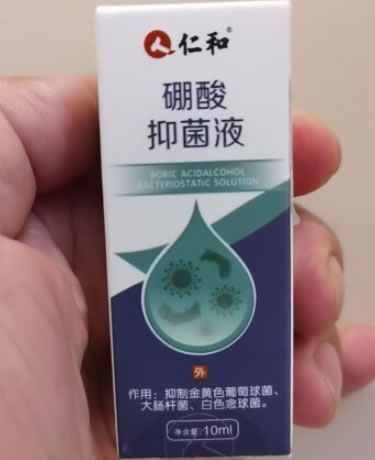 仁和®
硼酸
抑菌液
BORIC ACIDALCOHOL
BACTERIOSTATIC SOLUTION
外
作用：抑制金黄色葡萄球菌、
大肠杆菌、白色念球菌。
净含量:10ml